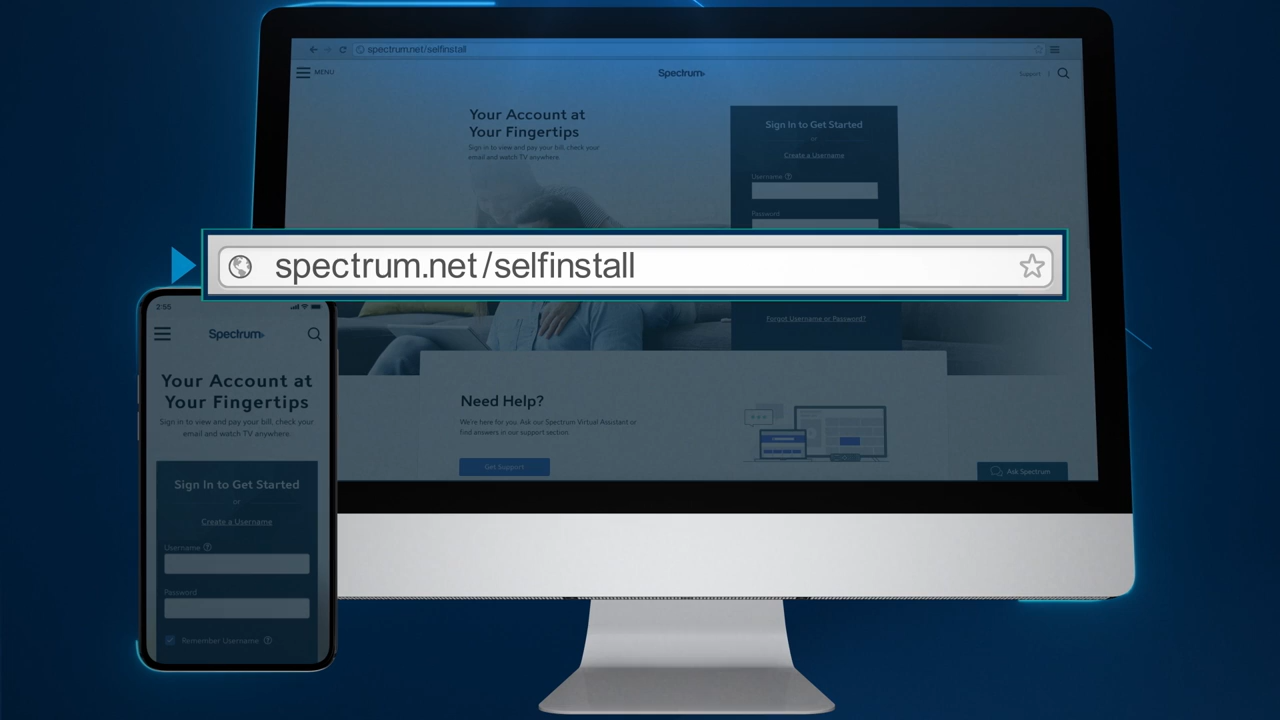 spectrum.net/selfinstall
MENU
Spectrum
Support
Your Account at
Your Fingertips
Sign in to view and pay your bill, check your
email and watch TV anywhere.
Sign In to Get Started
or
Create a Username
Username
Password
spectrum.net/selfinstall
Forgot Username or Password?
Need Help?
We're here for you. Ask our Spectrum Virtual Assistant or
find answers in our support section.
Get Support
Ask Spectrum
2:55
Spectrum
Your Account at
Your Fingertips
Sign in to view and pay your bill, check your
email and watch TV anywhere.
Sign In to Get Started
or
Create a Username
Username
Password
Remember Username